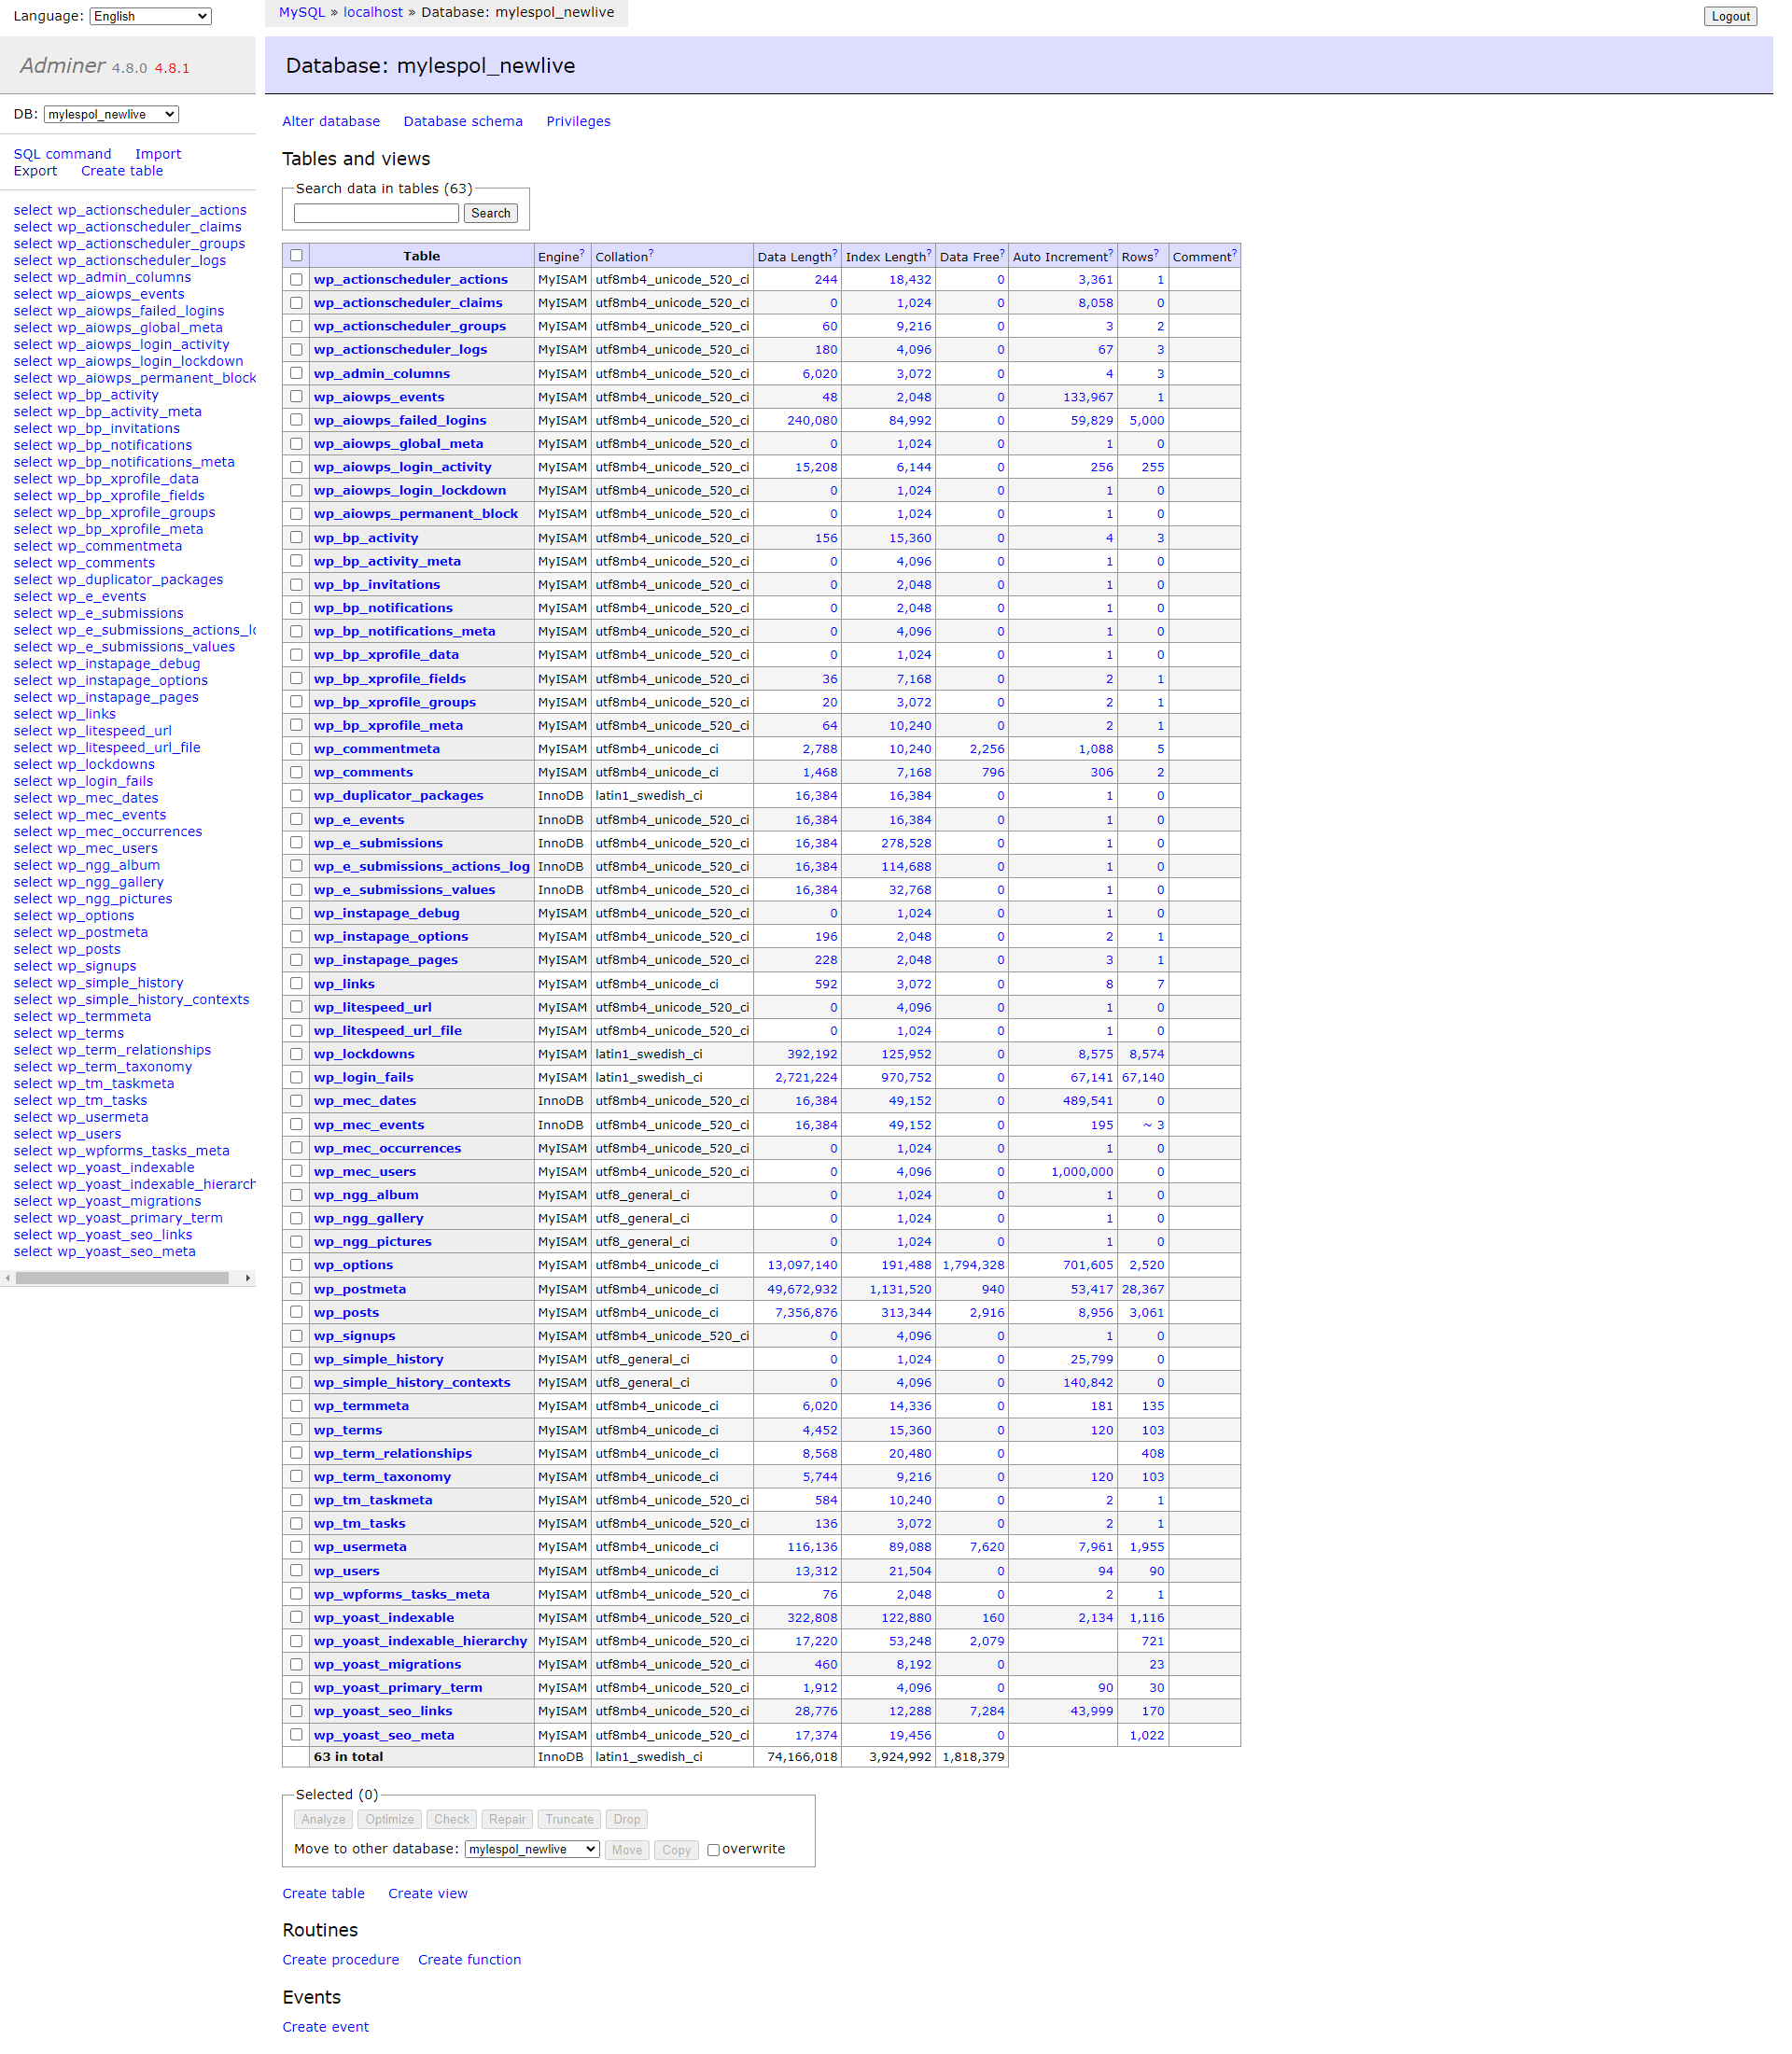 Language: English
MySQL » localhost » Database: mylespol_newlive
Logout
Adminer 4.8.0 4.8.1
Database: mylespol_newlive
DB: mylespol_newlive
SQL command Import
Export Create table
select wp_actionscheduler_actions
select wp_actionscheduler_claims
select wp_actionscheduler_groups
select wp_actionscheduler_logs
select wp_admin_columns
select wp_aiowps_events
select wp_aiowps_failed_logins
select wp_aiowps_global_meta
select wp_aiowps_login_activity
select wp_aiowps_login_lockdown
select wp_aiowps_permanent_block
select wp_bp_activity
select wp_bp_activity_meta
select wp_bp_invitations
select wp_bp_notifications
select wp_bp_notifications_meta
select wp_bp_xprofile_data
select wp_bp_xprofile_fields
select wp_bp_xprofile_groups
select wp_bp_xprofile_meta
select wp_commentmeta
select wp_comments
select wp_duplicator_packages
select wp_e_events
select wp_e_submissions
select wp_e_submissions_actions_lo
select wp_e_submissions_values
select wp_instapage_debug
select wp_instapage_options
select wp_instapage_pages
select wp_links
select wp_litespeed_url
select wp_litespeed_url_file
select wp_lockdowns
select wp_login_fails
select wp_mec_dates
select wp_mec_events
select wp_mec_occurrences
select wp_mec_users
select wp_ngg_album
select wp_ngg_gallery
select wp_ngg_pictures
select wp_options
select wp_postmeta
select wp_posts
select wp_signups
select wp_simple_history
select wp_simple_history_contexts
select wp_termmeta
select wp_terms
select wp_term_relationships
select wp_term_taxonomy
select wp_tm_taskmeta
select wp_tm_tasks
select wp_usermeta
select wp_users
select wp_wpforms_tasks_meta
select wp_yoast_indexable
select wp_yoast_indexable_hierarch
select wp_yoast_migrations
select wp_yoast_primary_term
select wp_yoast_seo_links
select wp_yoast_seo_meta
Alter database Database schema Privileges
Tables and views
Search data in tables (63)
Search
Table Engine? Collation? Data Length? Index Length? Data Free? Auto Increment? Rows? Comment?
wp_actionscheduler_actions MyISAM utf8mb4_unicode_520_ci 244 18,432 0 3,361 1
wp_actionscheduler_claims MyISAM utf8mb4_unicode_520_ci 0 1,024 0 8,058 0
wp_actionscheduler_groups MyISAM utf8mb4_unicode_520_ci 60 9,216 0 3 2
wp_actionscheduler_logs MyISAM utf8mb4_unicode_520_ci 180 4,096 0 67 3
wp_admin_columns MyISAM utf8mb4_unicode_520_ci 6,020 3,072 0 4 3
wp_aiowps_events MyISAM utf8mb4_unicode_520_ci 48 2,048 0 133,967 1
wp_aiowps_failed_logins MyISAM utf8mb4_unicode_520_ci 240,080 84,992 0 59,829 5,000
wp_aiowps_global_meta MyISAM utf8mb4_unicode_520_ci 0 1,024 0 1 0
wp_aiowps_login_activity MyISAM utf8mb4_unicode_520_ci 15,208 6,144 0 256 255
wp_aiowps_login_lockdown MyISAM utf8mb4_unicode_520_ci 0 1,024 0 1 0
wp_aiowps_permanent_block MyISAM utf8mb4_unicode_520_ci 0 1,024 0 1 0
wp_bp_activity MyISAM utf8mb4_unicode_520_ci 156 15,360 0 4 3
wp_bp_activity_meta MyISAM utf8mb4_unicode_520_ci 0 4,096 0 1 0
wp_bp_invitations MyISAM utf8mb4_unicode_520_ci 0 2,048 0 1 0
wp_bp_notifications MyISAM utf8mb4_unicode_520_ci 0 2,048 0 1 0
wp_bp_notifications_meta MyISAM utf8mb4_unicode_520_ci 0 4,096 0 1 0
wp_bp_xprofile_data MyISAM utf8mb4_unicode_520_ci 0 1,024 0 1 0
wp_bp_xprofile_fields MyISAM utf8mb4_unicode_520_ci 36 7,168 0 2 1
wp_bp_xprofile_groups MyISAM utf8mb4_unicode_520_ci 20 3,072 0 2 1
wp_bp_xprofile_meta MyISAM utf8mb4_unicode_520_ci 64 10,240 0 2 1
wp_commentmeta MyISAM utf8mb4_unicode_ci 2,788 10,240 2,256 1,088 5
wp_comments MyISAM utf8mb4_unicode_ci 1,468 7,168 796 306 2
wp_duplicator_packages InnoDB latin1_swedish_ci 16,384 16,384 0 1 0
wp_e_events InnoDB utf8mb4_unicode_520_ci 16,384 16,384 0 1 0
wp_e_submissions InnoDB utf8mb4_unicode_520_ci 16,384 278,528 0 1 0
wp_e_submissions_actions_log InnoDB utf8mb4_unicode_520_ci 16,384 114,688 0 1 0
wp_e_submissions_values InnoDB utf8mb4_unicode_520_ci 16,384 32,768 0 1 0
wp_instapage_debug MyISAM utf8mb4_unicode_520_ci 0 1,024 0 1 0
wp_instapage_options MyISAM utf8mb4_unicode_520_ci 196 2,048 0 2 1
wp_instapage_pages MyISAM utf8mb4_unicode_520_ci 228 2,048 0 3 1
wp_links MyISAM utf8mb4_unicode_ci 592 3,072 0 8 7
wp_litespeed_url MyISAM utf8mb4_unicode_520_ci 0 4,096 0 1 0
wp_litespeed_url_file MyISAM utf8mb4_unicode_520_ci 0 1,024 0 1 0
wp_lockdowns MyISAM latin1_swedish_ci 392,192 125,952 0 8,575 8,574
wp_login_fails MyISAM latin1_swedish_ci 2,721,224 970,752 0 67,141 67,140
wp_mec_dates InnoDB utf8mb4_unicode_520_ci 16,384 49,152 0 489,541 0
wp_mec_events InnoDB utf8mb4_unicode_520_ci 16,384 49,152 0 195 ~ 3
wp_mec_occurrences MyISAM utf8mb4_unicode_520_ci 0 1,024 0 1 0
wp_mec_users MyISAM utf8mb4_unicode_520_ci 0 4,096 0 1,000,000 0
wp_ngg_album MyISAM utf8_general_ci 0 1,024 0 1 0
wp_ngg_gallery MyISAM utf8_general_ci 0 1,024 0 1 0
wp_ngg_pictures MyISAM utf8_general_ci 0 1,024 0 1 0
wp_options MyISAM utf8mb4_unicode_ci 13,097,140 191,488 1,794,328 701,605 2,520
wp_postmeta MyISAM utf8mb4_unicode_ci 49,672,932 1,131,520 940 53,417 28,367
wp_posts MyISAM utf8mb4_unicode_ci 7,356,876 313,344 2,916 8,956 3,061
wp_signups MyISAM utf8mb4_unicode_520_ci 0 4,096 0 1 0
wp_simple_history MyISAM utf8_general_ci 0 1,024 0 25,799 0
wp_simple_history_contexts MyISAM utf8_general_ci 0 4,096 0 140,842 0
wp_termmeta MyISAM utf8mb4_unicode_ci 6,020 14,336 0 181 135
wp_terms MyISAM utf8mb4_unicode_ci 4,452 15,360 0 120 103
wp_term_relationships MyISAM utf8mb4_unicode_ci 8,568 20,480 0 408
wp_term_taxonomy MyISAM utf8mb4_unicode_ci 5,744 9,216 0 120 103
wp_tm_taskmeta MyISAM utf8mb4_unicode_520_ci 584 10,240 0 2 1
wp_tm_tasks MyISAM utf8mb4_unicode_520_ci 136 3,072 0 2 1
wp_usermeta MyISAM utf8mb4_unicode_ci 116,136 89,088 7,620 7,961 1,955
wp_users MyISAM utf8mb4_unicode_ci 13,312 21,504 0 94 90
wp_wpforms_tasks_meta MyISAM utf8mb4_unicode_520_ci 76 2,048 0 2 1
wp_yoast_indexable MyISAM utf8mb4_unicode_520_ci 322,808 122,880 160 2,134 1,116
wp_yoast_indexable_hierarchy MyISAM utf8mb4_unicode_520_ci 17,220 53,248 2,079 721
wp_yoast_migrations MyISAM utf8mb4_unicode_520_ci 460 8,192 0 23
wp_yoast_primary_term MyISAM utf8mb4_unicode_520_ci 1,912 4,096 0 90 30
wp_yoast_seo_links MyISAM utf8mb4_unicode_520_ci 28,776 12,288 7,284 43,999 170
wp_yoast_seo_meta MyISAM utf8mb4_unicode_520_ci 17,374 19,456 0 1,022
63 in total InnoDB latin1_swedish_ci 74,166,018 3,924,992 1,818,379
Selected (0)
Analyze Optimize Check Repair Truncate Drop
Move to other database: mylespol_newlive Move Copy overwrite
Create table Create view
Routines
Create procedure Create function
Events
Create event